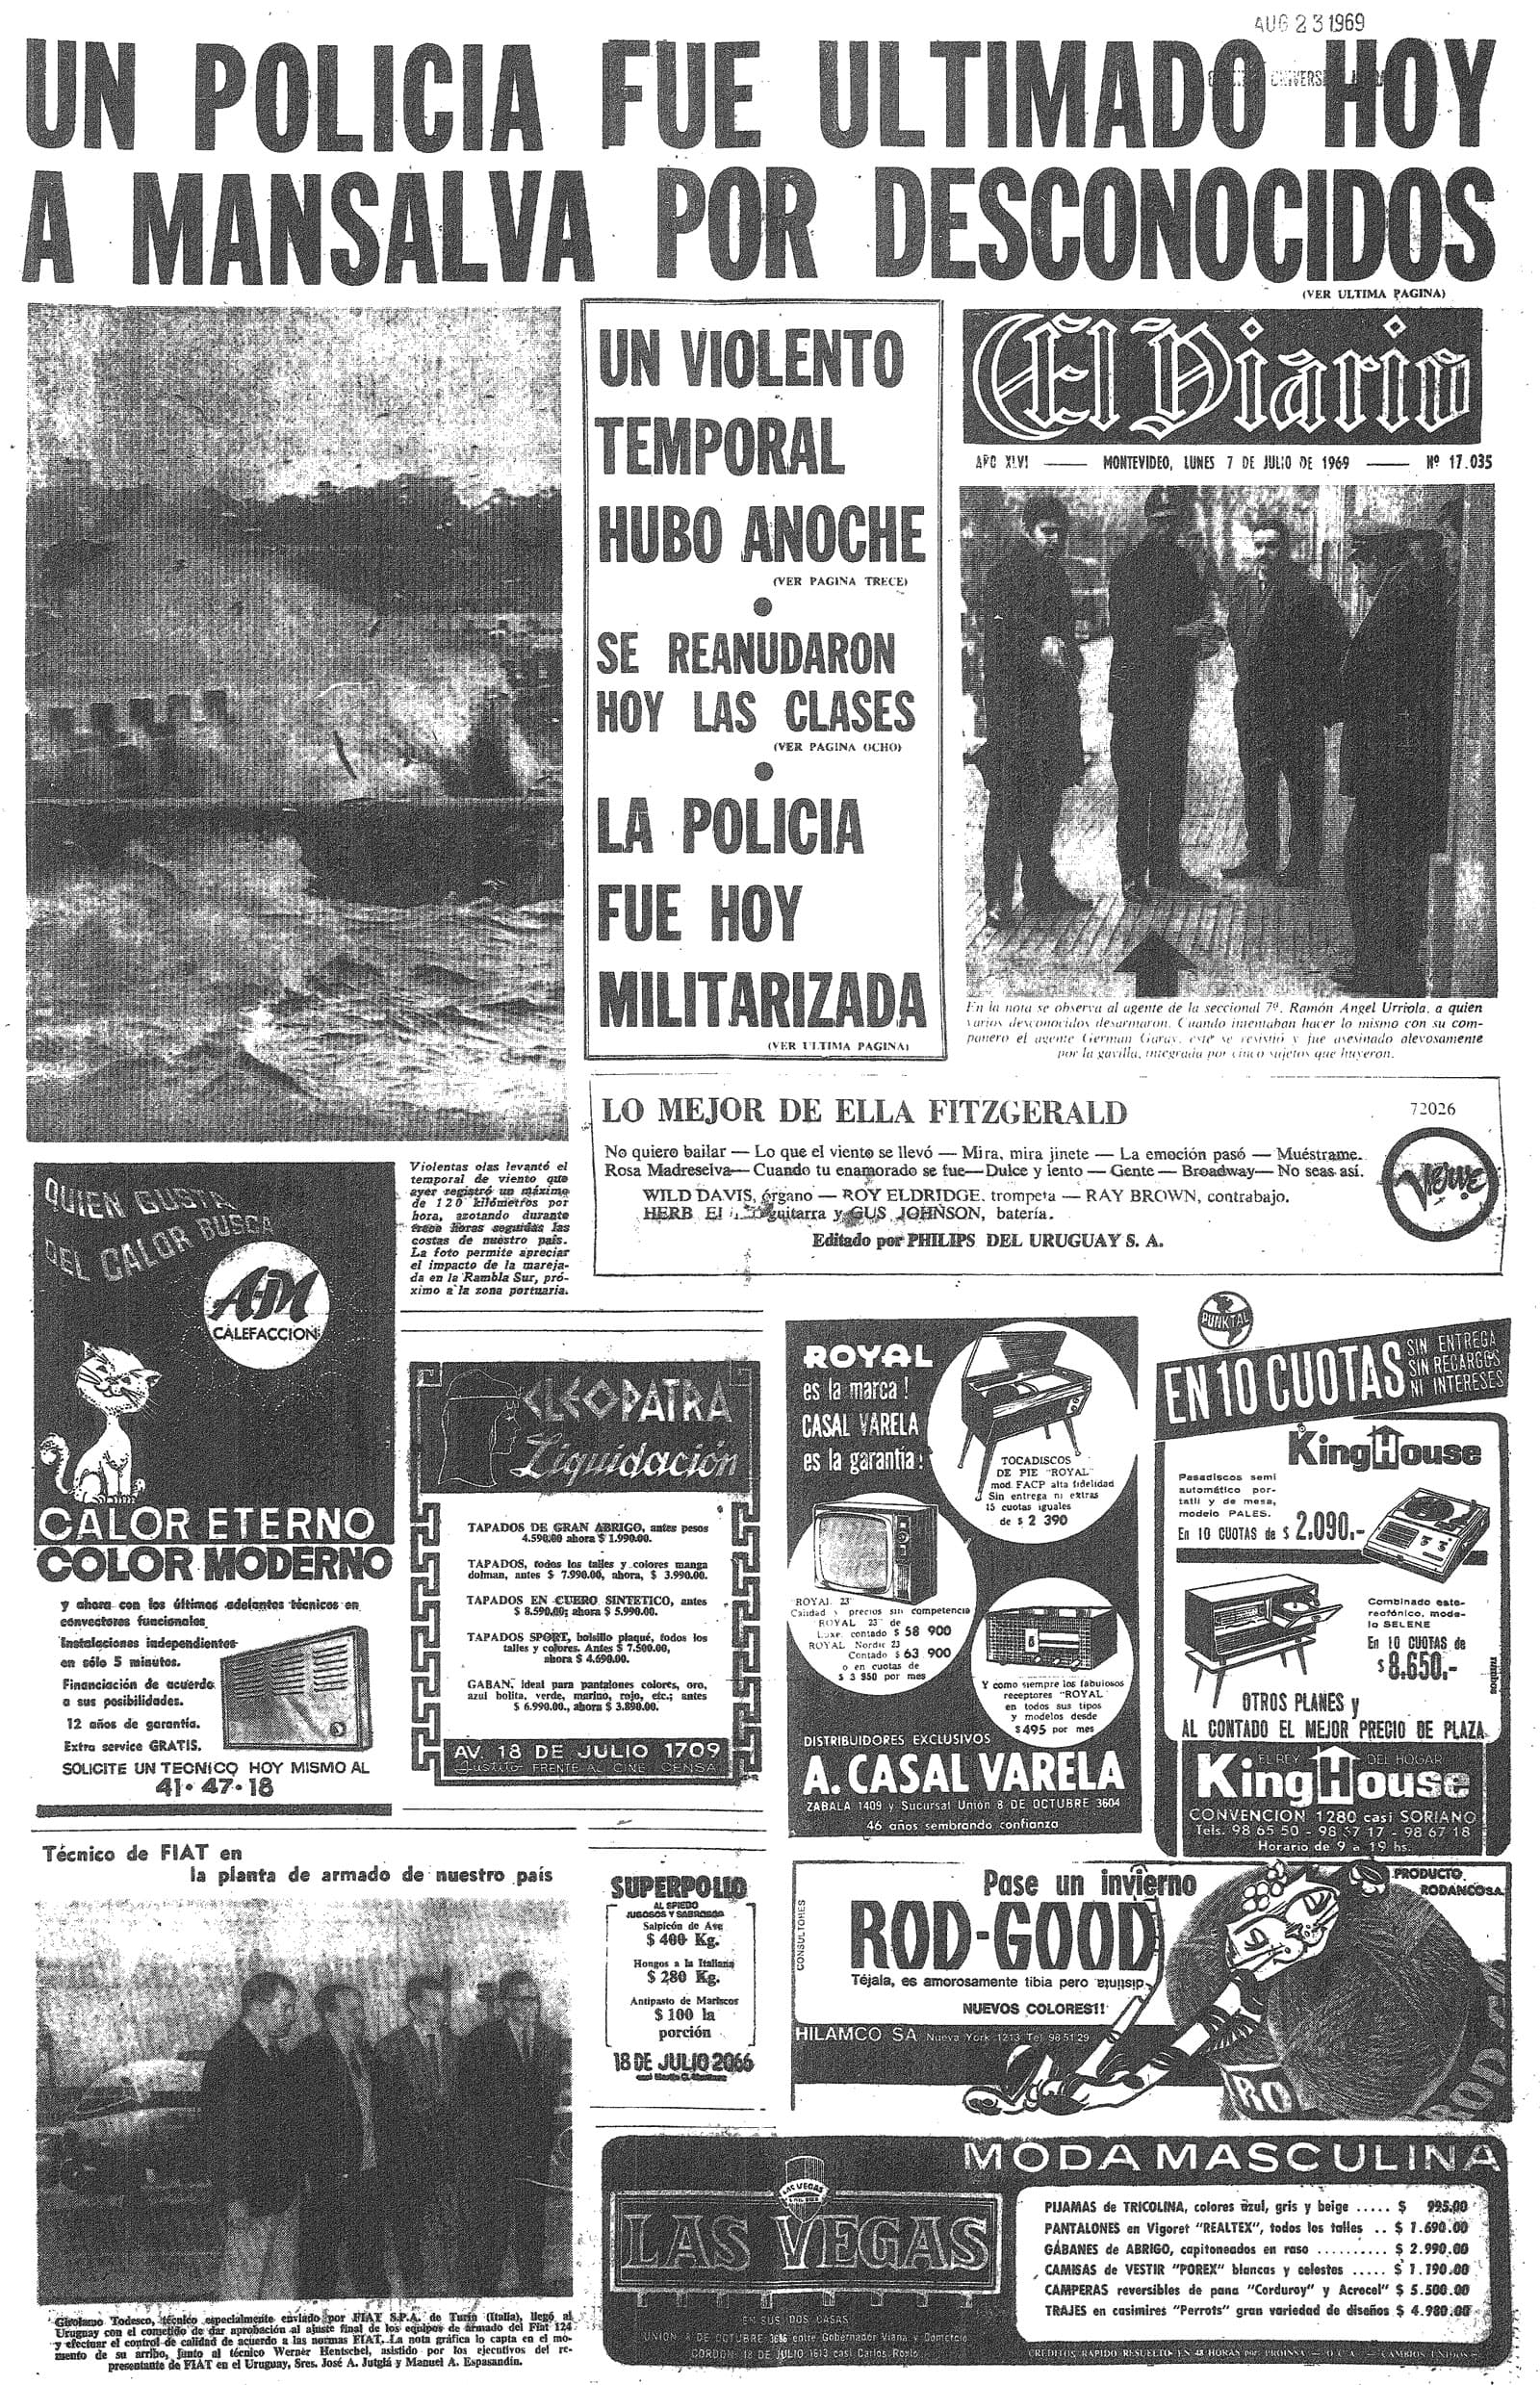 AUG 23 1969
UN POLICIA FUE ULTIMADO HOY
A MANSALVA POR DESCONOCIDOS
(VER ULTIMA PAGINA)
UN VIOLENTO
TEMPORAL
HUBO ANOCHE
(VER PAGINA TRECE)
SE REANUDARON
HOY LAS CLASES
(VER PAGINA OCHO)
LA POLICIA
FUE HOY
MILITARIZADA
(VER ULTIMA PAGINA)
El Diario
AÑO XLVI — MONTEVIDEO, LUNES 7 DE JULIO DE 1969 — Nº 17.035
En la nota se observa al agente de la seccional 7ª, Ramón Angel Urriola, a quien
varios desconocidos desarmaron. Cuando intentaban hacer lo mismo con su com-
pañero el agente Germán Garay, este se resistió y fue asesinado alevosamente
por la gavilla, integrada por cinco sujetos que huyeron.
LO MEJOR DE ELLA FITZGERALD
72026
No quiero bailar — Lo que el viento se llevó — Mira, mira jinete — La emoción pasó — Muéstrame.
Rosa Madreselva — Cuando tu enamorado se fue — Dulce y lento — Gente — Broadway — No seas así.
WILD DAVIS, órgano — ROY ELDRIDGE, trompeta — RAY BROWN, contrabajo.
HERB guitarra y GUS JOHNSON, batería.
Editado por PHILIPS DEL URUGUAY S. A.
Verve
Violentas olas levantó el
temporal de viento que
ayer registró un máximo
de 120 kilómetros por
hora, azotando durante
trece horas seguidas las
costas de nuestro país.
La foto permite apreciar
el impacto de la mareja-
da en la Rambla Sur, pró-
ximo a la zona portuaria.
QUIEN GUSTA
DEL CALOR BUSCA
AM
CALEFACCION
CALOR ETERNO
COLOR MODERNO
y ahora con los últimos adelantos técnicos en
convectores funcionales
Instalaciones independientes
en sólo 5 minutos.
Financiación de acuerdo
a sus posibilidades.
12 años de garantía.
Extra service GRATIS.
SOLICITE UN TECNICO HOY MISMO AL
41·47·18
CLEOPATRA
Liquidación
TAPADOS DE GRAN ABRIGO, antes pesos
4.590.00 ahora $ 1.990.00.
TAPADOS, todos los talles y colores manga
dolman, antes $ 7.990.00, ahora, $ 3.990.00.
TAPADOS EN CUERO SINTETICO, antes
$ 8.590.00; ahora $ 5.990.00.
TAPADOS SPORT, bolsillo plaqué, todos los
talles y colores. Antes $ 7.500.00,
ahora $ 4.690.00.
GABAN, ideal para pantalones colores, oro,
azul bolita, verde, marino, rojo, etc.; antes
$ 6.990.00., ahora $ 3.890.00.
AV. 18 DE JULIO 1709
Justito FRENTE AL CINE CENSA
ROYAL
es la marca!
CASAL VARELA
es la garantía!
TOCADISCOS
DE PIE "ROYAL"
mod. FACP alta fidelidad
Sin entrega ni extras
15 cuotas iguales
de $ 2 390
"ROYAL 23"
Calidad y precios sin competencia
ROYAL 23" de
Luxe, contado $ 58 900
ROYAL Nordic 23
Contado $ 63 900
o en cuotas de
$ 3 950 por mes
Y como siempre los fabulosos
receptores "ROYAL"
en todos sus tipos
y modelos desde
$ 495 por mes
DISTRIBUIDORES EXCLUSIVOS
A. CASAL VARELA
ZABALA 1409 y Sucursal Unión 8 DE OCTUBRE 3604
46 años sembrando confianza
PUNKTAL
EN 10 CUOTAS
SIN ENTREGA
SIN RECARGOS
NI INTERESES
KingHouse
Pasadiscos semi
automático por-
tatil y de mesa,
modelo PALES.
En 10 CUOTAS de $ 2.090.-
Combinado este-
reofónico, mode-
lo SELENE
En 10 CUOTAS de
$ 8.650.-
OTROS PLANES y
AL CONTADO EL MEJOR PRECIO DE PLAZA
EL REY DEL HOGAR
KingHouse
CONVENCION 1280 casi SORIANO
Tels. 98 65 50 - 98 67 17 - 98 67 18
Horario de 9 a 19 hs.
Técnico de FIAT en
la planta de armado de nuestro país
Girolamo Todesco, técnico especialmente enviado por FIAT S.P.A. de Turín (Italia), llegó al
Uruguay con el cometido de dar aprobación al ajuste final de los equipos de armado del Fiat 124
y efectuar el control de calidad de acuerdo a las normas FIAT. La nota gráfica lo capta en el mo-
mento de su arribo, junto al técnico Werner Hentschel, asistido por los ejecutivos del re-
presentante de FIAT en el Uruguay, Sres. José A. Jutglá y Manuel A. Espasandín.
SUPERPOLLO
AL SPIEDO
JUGOSOS Y SABROSOS
Salpicón de Ave
$ 400 Kg.
Hongos a la Italiana
$ 280 Kg.
Antipasto de Mariscos
$ 100 la
porción
18 DE JULIO 2066
CONSULTORES
Pase un invierno
ROD-GOOD
Téjala, es amorosamente tibia pero distinta
NUEVOS COLORES!!
HILAMCO SA Nueva York 1213 Tel. 98 51 29
PRODUCTO
RODANCOSA
MODA MASCULINA
LAS VEGAS
LAS VEGAS
EN SUS DOS CASAS
UNION: 8 DE OCTUBRE 3686 entre Gobernador Viana y Comercio
CORDON: 18 DE JULIO 1613 casi Carlos Roxlo
PIJAMAS de TRICOLINA, colores azul, gris y beige ..... $ 995.00
PANTALONES en Vigoret "REALTEX", todos los talles .. $ 1.690.00
GABANES de ABRIGO, capitoneados en raso .......... $ 2.990.00
CAMISAS de VESTIR "POREX" blancas y celestes ..... $ 1.190.00
CAMPERAS reversibles de pana "Corduroy" y Acrocel" $ 5.500.00
TRAJES en casimires "Perrots" gran variedad de diseños $ 4.980.00
CREDITOS RAPIDO RESUELTO EN 48 HORAS